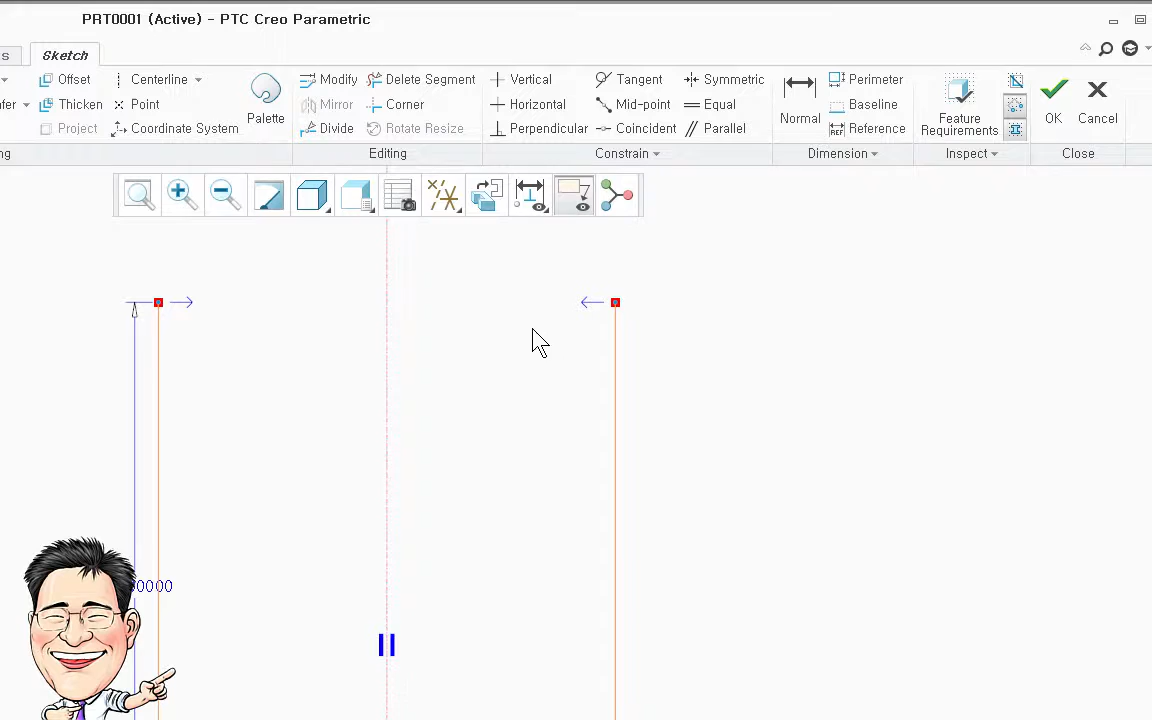 PRT0001 (Active) - PTC Creo Parametric
s Sketch
Offset Centerline Modify Delete Segment Vertical Tangent Symmetric Perimeter
Thicken Point Mirror Corner Horizontal Mid-point Equal Baseline
Project Coordinate System Divide Rotate Resize Perpendicular Coincident Parallel Reference
Palette Normal Feature Requirements OK Cancel
Editing Constrain Dimension Inspect Close
REF